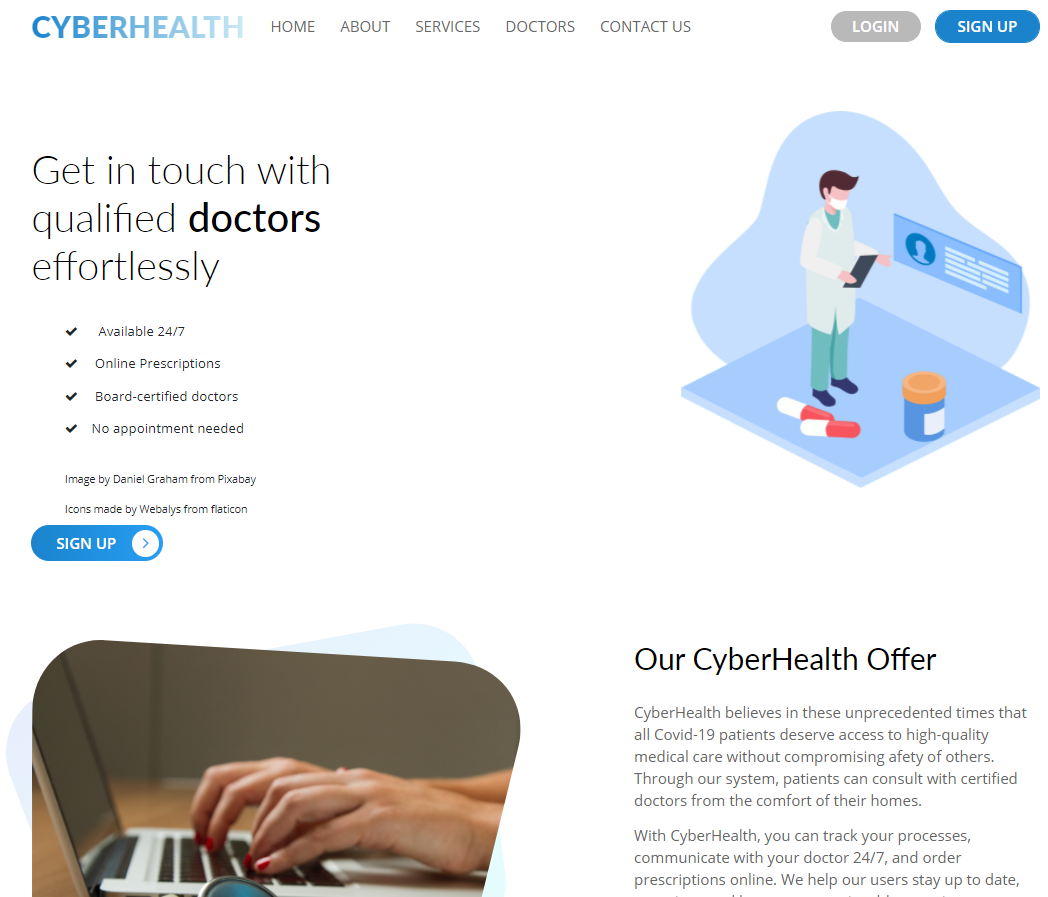 CYBERHEALTH HOME ABOUT SERVICES DOCTORS CONTACT US LOGIN SIGN UP
Get in touch with
qualified doctors
effortlessly
Available 24/7
Online Prescriptions
Board-certified doctors
No appointment needed
Image by Daniel Graham from Pixabay
Icons made by Webalys from flaticon
SIGN UP
Our CyberHealth Offer
CyberHealth believes in these unprecedented times that
all Covid-19 patients deserve access to high-quality
medical care without compromising afety of others.
Through our system, patients can consult with certified
doctors from the comfort of their homes.
With CyberHealth, you can track your processes,
communicate with your doctor 24/7, and order
prescriptions online. We help our users stay up to date,